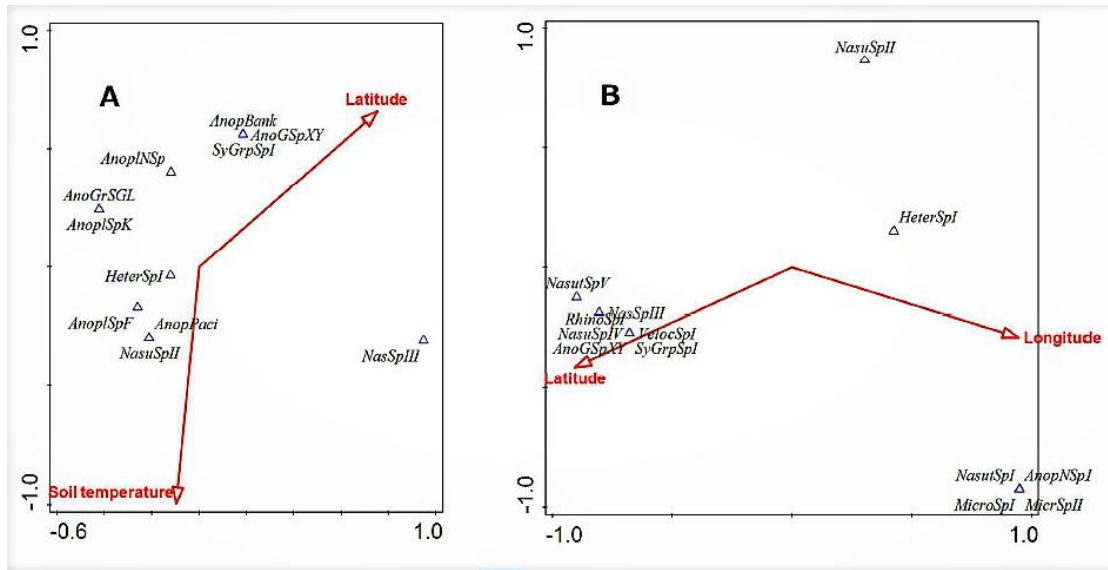 1.0
A
Latitude
AnopBank
AnoGSpXY
SyGrpSpI
AnoplNSp
AnoGrSGL
AnoplSpK
HeterSpI
AnoplSpF
AnopPaci
NasuSpII
NasSpIII
Soil temperature
-1.0
-0.6
1.0
1.0
B
NasuSpII
HeterSpI
NasutSpV
NasSpIII
RhinoSpI
NasuSpIV VelocSpI
AnoGSpXY SyGrpSpI
Latitude
Longitude
NasutSpI AnopNSpI
MicroSpI MicrSpII
-1.0
-1.0
1.0